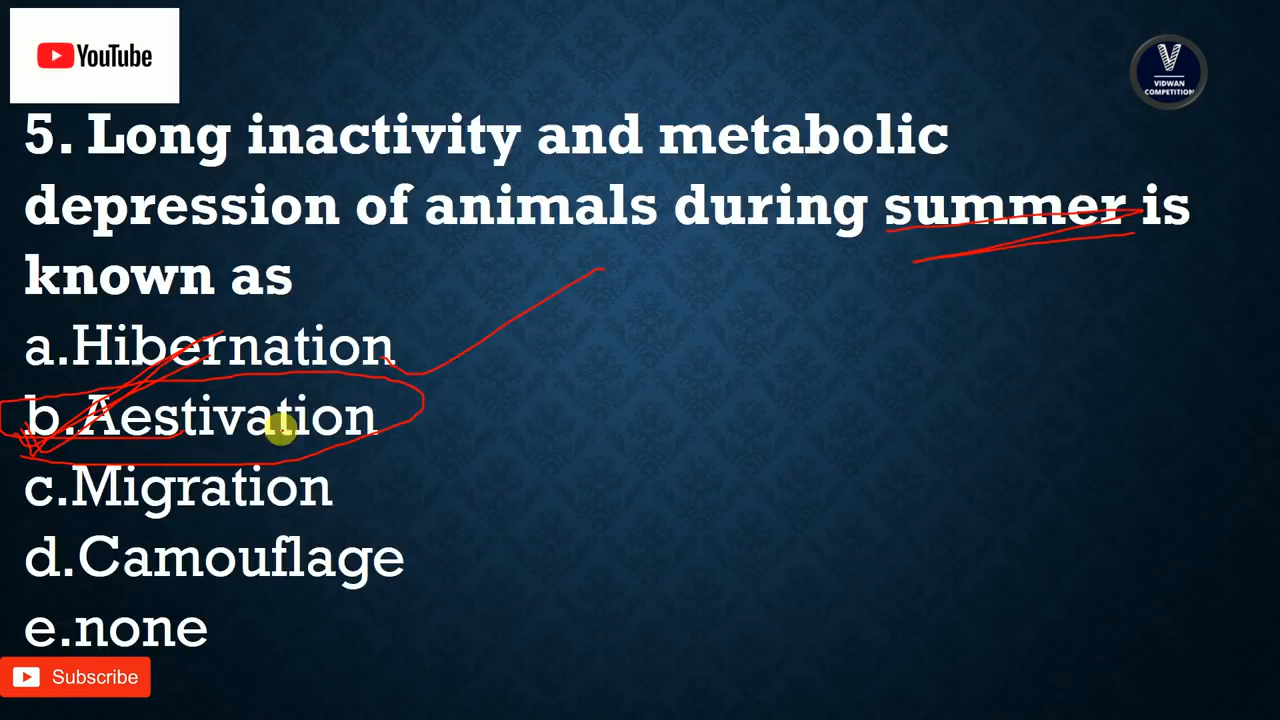 YouTube
V
VIDWAN
COMPETITION
5. Long inactivity and metabolic
depression of animals during summer is
known as
a.Hibernation
b.Aestivation
c.Migration
d.Camouflage
e.none
Subscribe